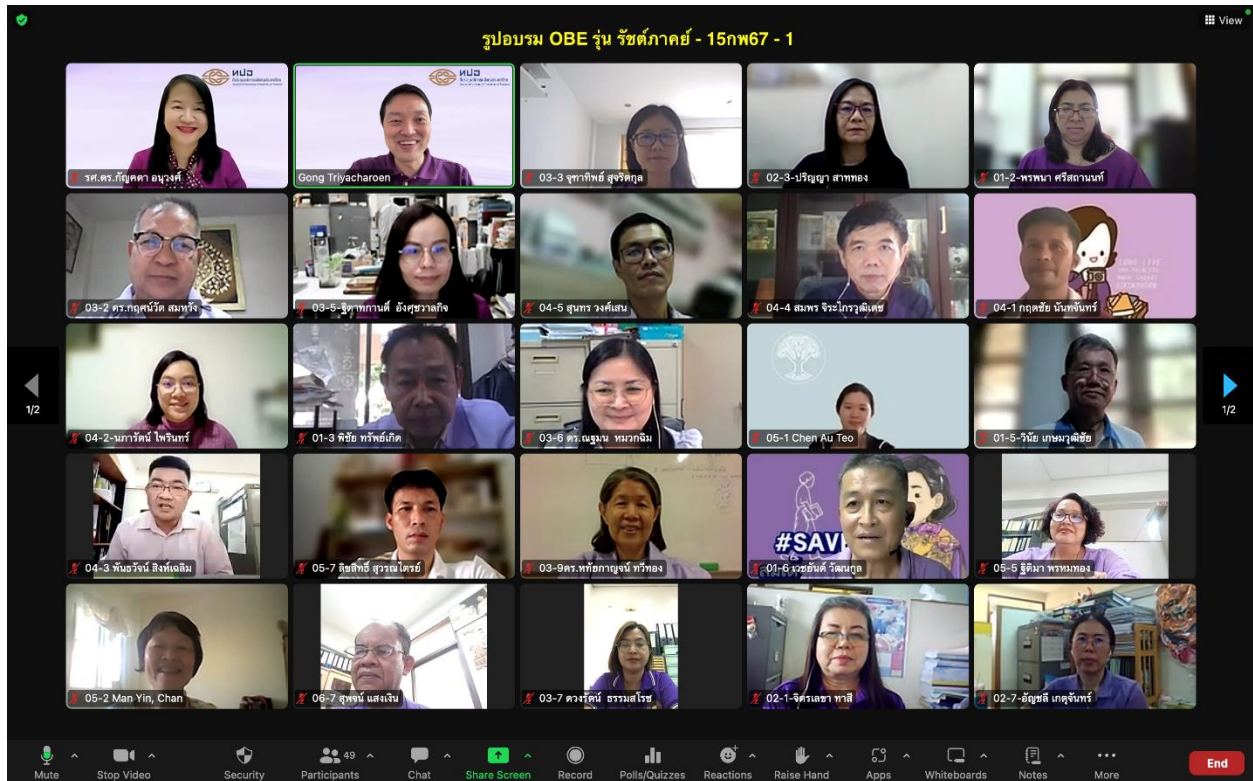 View
รูปอบรม OBE รุ่น รัชต์ภาคย์ - 15กพ67 - 1
ทปอ
ทปอ
รศ.ดร.กัญคดา อนุวงศ์
Gong Triyacharoen
03-3 จุฑาทิพย์ สุจริตกุล
02-3-ปริญญา สาททอง
01-2-พรพนา ศรีสถานนท์
LONG LIVE
03-2 ดร.กฤศน์วัต สมหวัง
03-5-ฐิตาทกานติ์ อังศุชวาลกิจ
04-5 สุนทร วงศ์เสน
04-4 สมพร จิระไกรวุฒิเดช
04-1 กฤตชัย นันทจันทร์
1/2
1/2
04-2-นภารัตน์ ไพรินทร์
01-3 พิชัย ทรัพย์เกิด
03-6 ดร.ณฐมน หมวกฉิม
05-1 Chen Au Teo
01-5-วินัย เกษมวุฒิชัย
#SAV
04-3 พันธวัจน์ สิงห์เฉลิม
05-7 ลิขสิทธิ์ สุวรณไตรย์
03-9ดร.หทัยกาญจน์ ทวีทอง
01-6 เวชยันต์ วัฒนกูล
05-5 ฐิติมา พรหมทอง
05-2 Man Yin, Chan
06-7 สุพจน์ แสงเงิน
03-7 ดวงรัตน์ ธรรมสโรช
02-1-จิตรเลขา ทาสี
02-7-อัญชลี เกตุจันทร์
49
Mute Stop Video Security Participants Chat Share Screen Record Polls/Quizzes Reactions Raise Hand Apps Whiteboards Notes More End